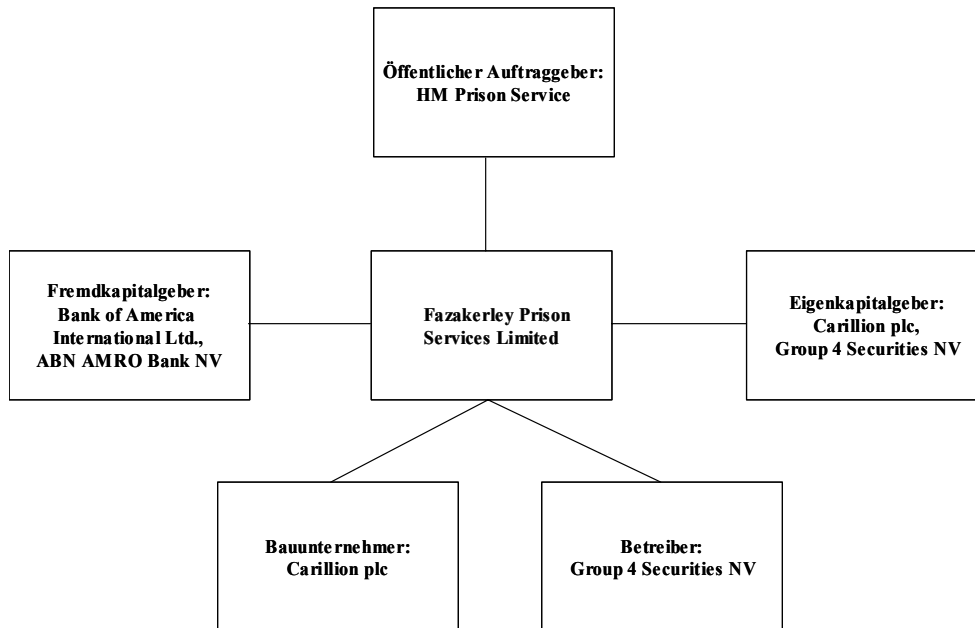 Öffentlicher Auftraggeber:
HM Prison Service
Fremdkapitalgeber:
Bank of America
International Ltd.,
ABN AMRO Bank NV
Fazakerley Prison
Services Limited
Eigenkapitalgeber:
Carillion plc,
Group 4 Securities NV
Bauunternehmer:
Carillion plc
Betreiber:
Group 4 Securities NV